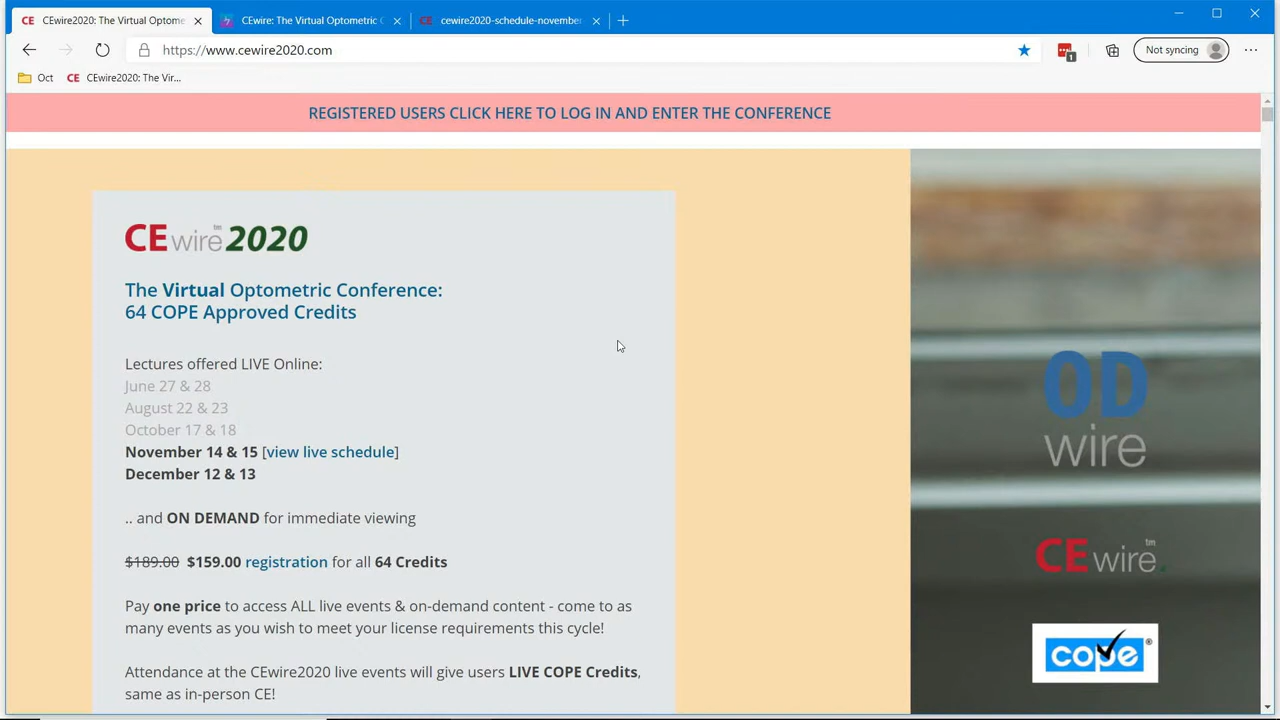 CEwire2020: The Virtual Optome
CEwire: The Virtual Optometric C
cewire2020-schedule-november
https://www.cewire2020.com
1
Not syncing
Oct
CEwire2020: The Vir...
REGISTERED USERS CLICK HERE TO LOG IN AND ENTER THE CONFERENCE
CE wire™ 2020
The Virtual Optometric Conference:
64 COPE Approved Credits
Lectures offered LIVE Online:
June 27 & 28
August 22 & 23
October 17 & 18
November 14 & 15 [view live schedule]
December 12 & 13
.. and ON DEMAND for immediate viewing
$189.00 $159.00 registration for all 64 Credits
Pay one price to access ALL live events & on-demand content - come to as
many events as you wish to meet your license requirements this cycle!
Attendance at the CEwire2020 live events will give users LIVE COPE Credits,
same as in-person CE!
OD
wire
CE wire™
cope®